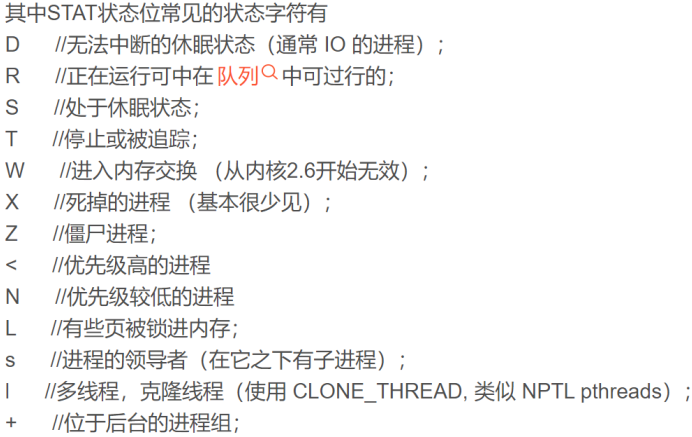 其中STAT状态位常见的状态字符有
D //无法中断的休眠状态（通常 IO 的进程）；
R //正在运行可中在队列中可过行的；
S //处于休眠状态；
T //停止或被追踪；
W //进入内存交换 （从内核2.6开始无效）；
X //死掉的进程 （基本很少见）；
Z //僵尸进程；
< //优先级高的进程
N //优先级较低的进程
L //有些页被锁进内存；
s //进程的领导者（在它之下有子进程）；
l //多线程，克隆线程（使用 CLONE_THREAD, 类似 NPTL pthreads）；
+ //位于后台的进程组；